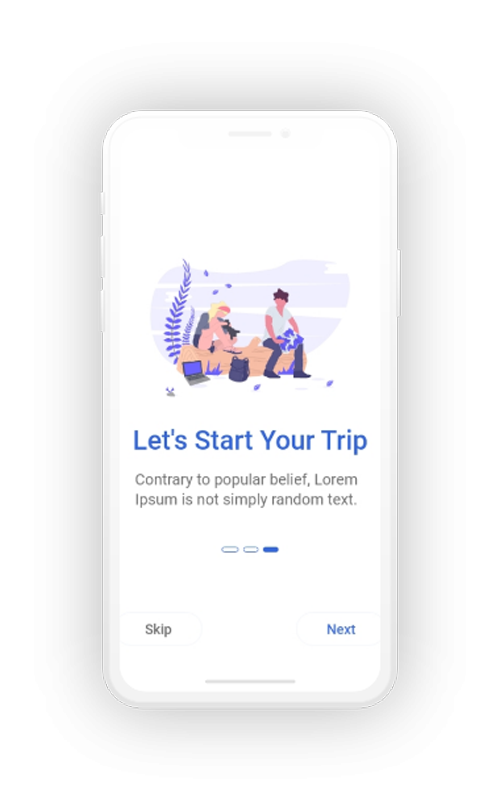 Let's Start Your Trip
Contrary to popular belief, Lorem
Ipsum is not simply random text.
Skip
Next